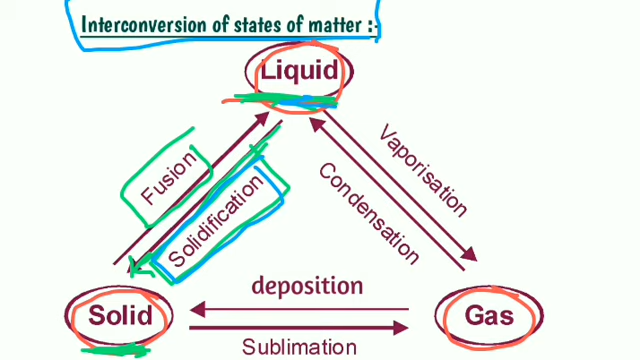 Interconversion of states of matter :-
Liquid
Fusion
Solidification
Vaporisation
Condensation
deposition
Solid
Gas
Sublimation